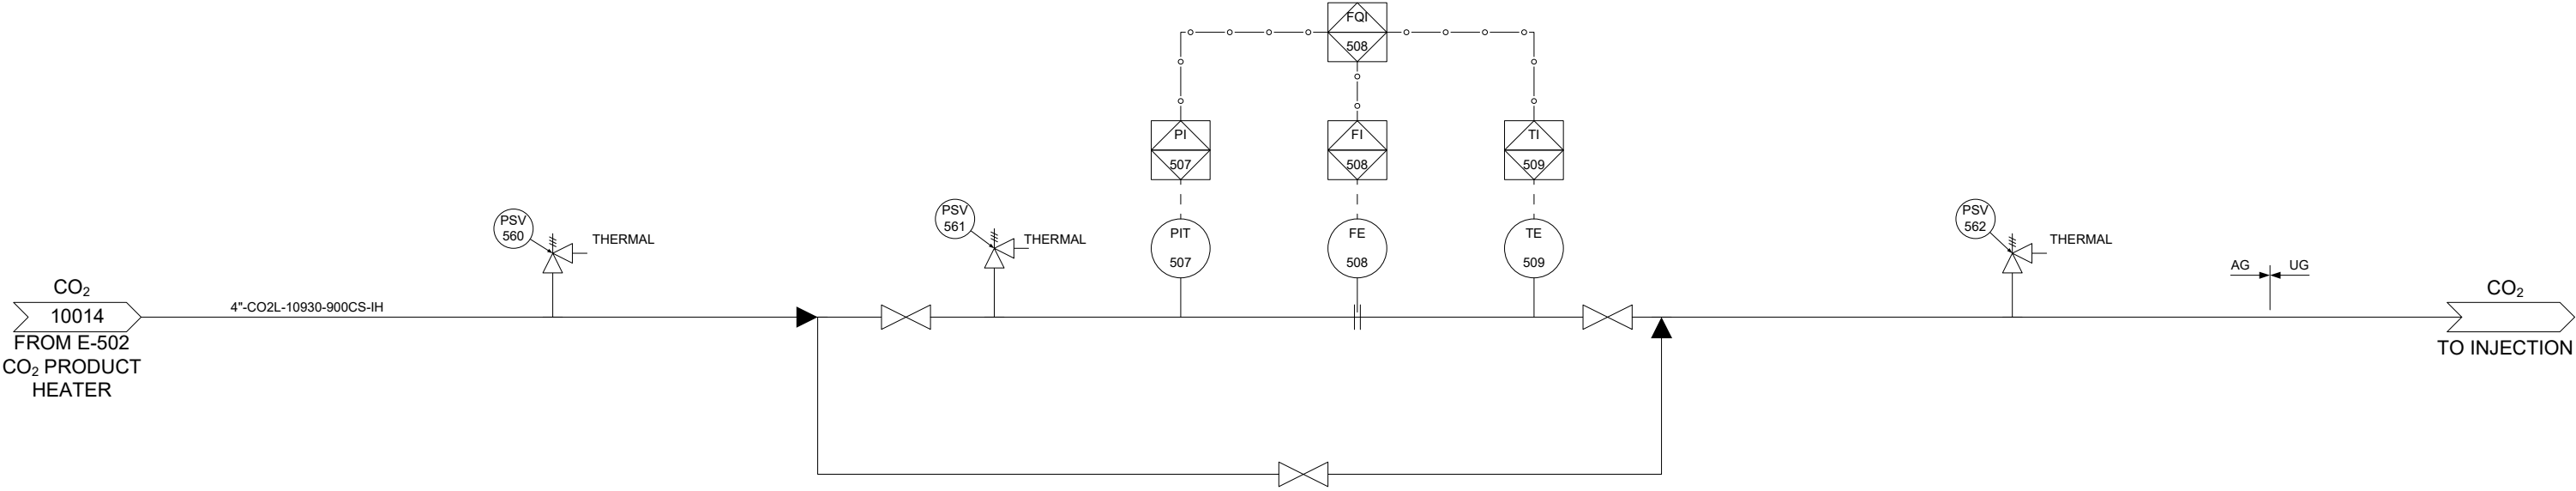 FQI
508
PI
507
FI
508
TI
509
PSV
560
THERMAL
PSV
561
THERMAL
PIT
507
FE
508
TE
509
PSV
562
THERMAL
AG
UG
CO₂
10014
FROM E-502
CO₂ PRODUCT
HEATER
4"-CO2L-10930-900CS-IH
CO₂
TO INJECTION